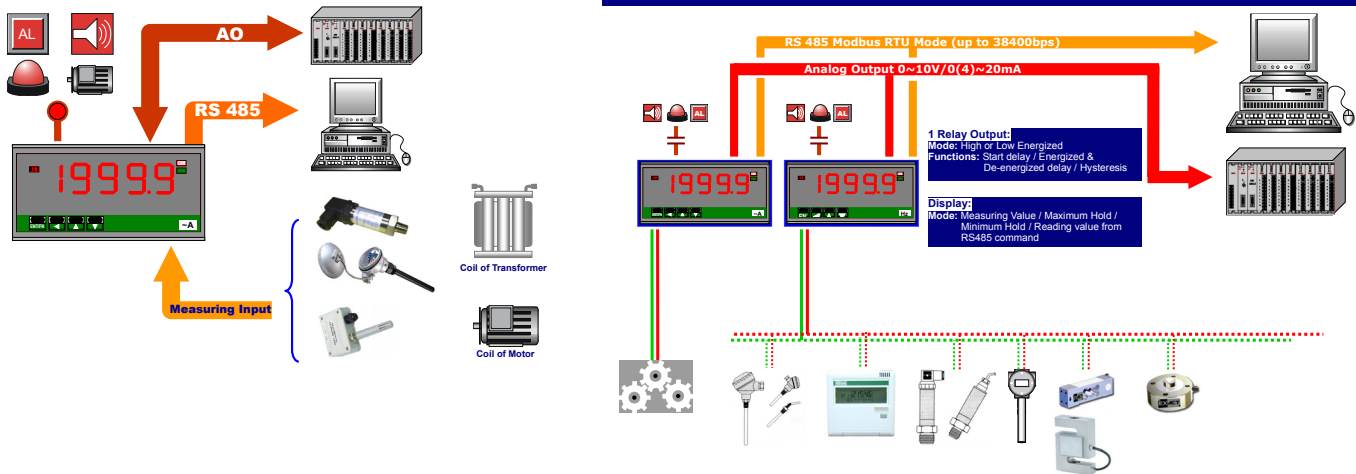 AL
AO
RS 485
1999.9
~A
Measuring Input
Coil of Transformer
Coil of Motor
RS 485 Modbus RTU Mode (up to 38400bps)
Analog Output 0~10V/0(4)~20mA
AL
AL
1999.9
~A
1999.9
Hz
1 Relay Output:
Mode: High or Low Energized
Functions: Start delay / Energized &
De-energized delay / Hysteresis
Display:
Mode: Measuring Value / Maximum Hold /
Minimum Hold / Reading value from
RS485 command